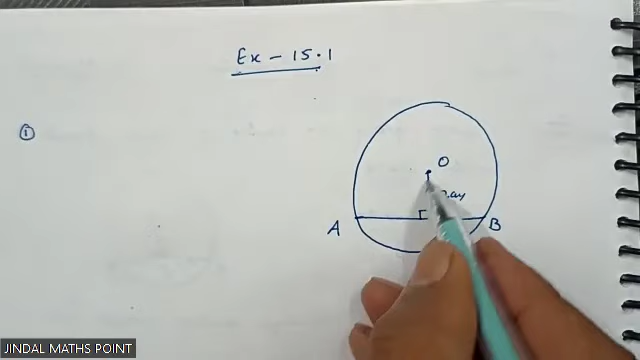 Ex - 15.1
①
O
A
B
JINDAL MATHS POINT